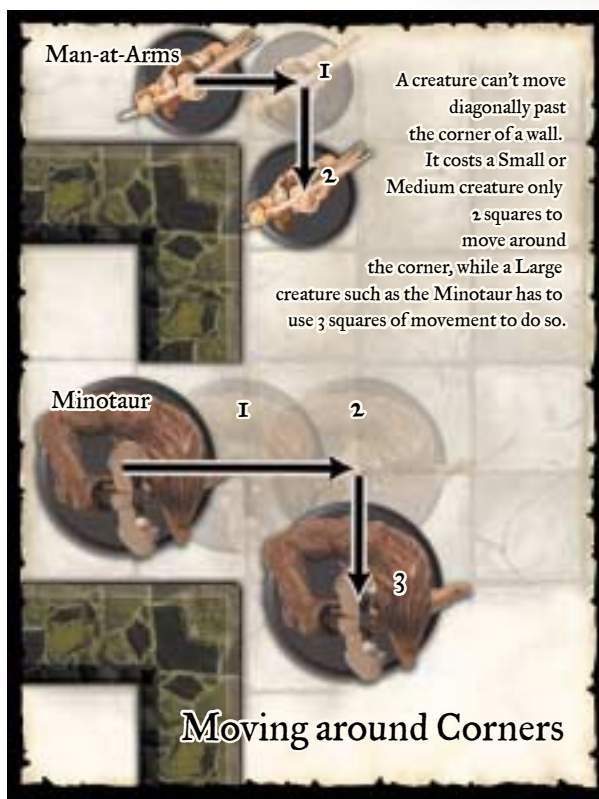 Man-at-Arms
1
2
A creature can't move
diagonally past
the corner of a wall.
It costs a Small or
Medium creature only
2 squares to
move around
the corner, while a Large
creature such as the Minotaur has to
use 3 squares of movement to do so.
Minotaur
1
2
3
Moving around Corners